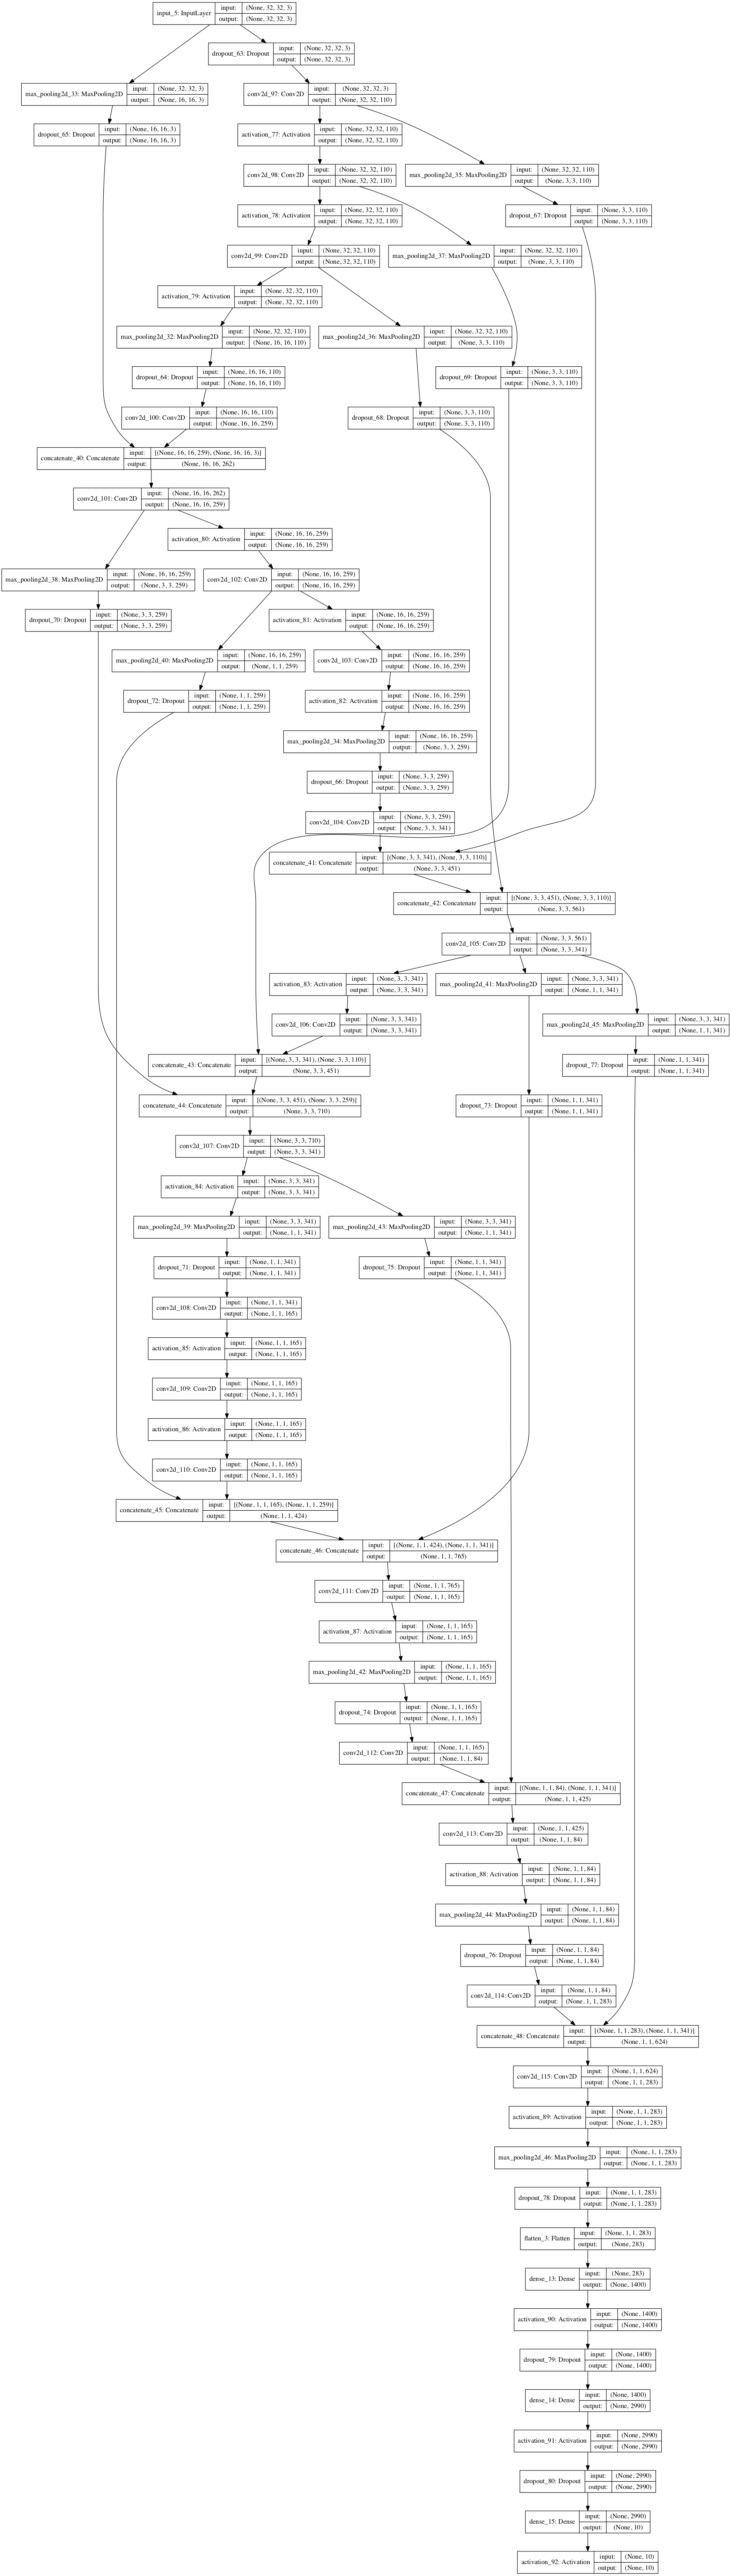 input_5: InputLayer input: (None, 32, 32, 3)
output: (None, 32, 32, 3)
dropout_63: Dropout input: (None, 32, 32, 3)
output: (None, 32, 32, 3)
max_pooling2d_33: MaxPooling2D input: (None, 32, 32, 3)
output: (None, 16, 16, 3)
conv2d_97: Conv2D input: (None, 32, 32, 3)
output: (None, 32, 32, 110)
dropout_65: Dropout input: (None, 16, 16, 3)
output: (None, 16, 16, 3)
activation_77: Activation input: (None, 32, 32, 110)
output: (None, 32, 32, 110)
conv2d_98: Conv2D input: (None, 32, 32, 110)
output: (None, 32, 32, 110)
max_pooling2d_35: MaxPooling2D input: (None, 32, 32, 110)
output: (None, 3, 3, 110)
activation_78: Activation input: (None, 32, 32, 110)
output: (None, 32, 32, 110)
dropout_67: Dropout input: (None, 3, 3, 110)
output: (None, 3, 3, 110)
conv2d_99: Conv2D input: (None, 32, 32, 110)
output: (None, 32, 32, 110)
max_pooling2d_37: MaxPooling2D input: (None, 32, 32, 110)
output: (None, 3, 3, 110)
activation_79: Activation input: (None, 32, 32, 110)
output: (None, 32, 32, 110)
max_pooling2d_32: MaxPooling2D input: (None, 32, 32, 110)
output: (None, 16, 16, 110)
max_pooling2d_36: MaxPooling2D input: (None, 32, 32, 110)
output: (None, 3, 3, 110)
dropout_64: Dropout input: (None, 16, 16, 110)
output: (None, 16, 16, 110)
dropout_69: Dropout input: (None, 3, 3, 110)
output: (None, 3, 3, 110)
conv2d_100: Conv2D input: (None, 16, 16, 110)
output: (None, 16, 16, 259)
dropout_68: Dropout input: (None, 3, 3, 110)
output: (None, 3, 3, 110)
concatenate_40: Concatenate input: [(None, 16, 16, 259), (None, 16, 16, 3)]
output: (None, 16, 16, 262)
conv2d_101: Conv2D input: (None, 16, 16, 262)
output: (None, 16, 16, 259)
activation_80: Activation input: (None, 16, 16, 259)
output: (None, 16, 16, 259)
max_pooling2d_38: MaxPooling2D input: (None, 16, 16, 259)
output: (None, 3, 3, 259)
conv2d_102: Conv2D input: (None, 16, 16, 259)
output: (None, 16, 16, 259)
dropout_70: Dropout input: (None, 3, 3, 259)
output: (None, 3, 3, 259)
activation_81: Activation input: (None, 16, 16, 259)
output: (None, 16, 16, 259)
max_pooling2d_40: MaxPooling2D input: (None, 16, 16, 259)
output: (None, 1, 1, 259)
conv2d_103: Conv2D input: (None, 16, 16, 259)
output: (None, 16, 16, 259)
dropout_72: Dropout input: (None, 1, 1, 259)
output: (None, 1, 1, 259)
activation_82: Activation input: (None, 16, 16, 259)
output: (None, 16, 16, 259)
max_pooling2d_34: MaxPooling2D input: (None, 16, 16, 259)
output: (None, 3, 3, 259)
dropout_66: Dropout input: (None, 3, 3, 259)
output: (None, 3, 3, 259)
conv2d_104: Conv2D input: (None, 3, 3, 259)
output: (None, 3, 3, 341)
concatenate_41: Concatenate input: [(None, 3, 3, 341), (None, 3, 3, 110)]
output: (None, 3, 3, 451)
concatenate_42: Concatenate input: [(None, 3, 3, 451), (None, 3, 3, 110)]
output: (None, 3, 3, 561)
conv2d_105: Conv2D input: (None, 3, 3, 561)
output: (None, 3, 3, 341)
activation_83: Activation input: (None, 3, 3, 341)
output: (None, 3, 3, 341)
max_pooling2d_41: MaxPooling2D input: (None, 3, 3, 341)
output: (None, 1, 1, 341)
conv2d_106: Conv2D input: (None, 3, 3, 341)
output: (None, 3, 3, 341)
max_pooling2d_45: MaxPooling2D input: (None, 3, 3, 341)
output: (None, 1, 1, 341)
concatenate_43: Concatenate input: [(None, 3, 3, 341), (None, 3, 3, 110)]
output: (None, 3, 3, 451)
dropout_77: Dropout input: (None, 1, 1, 341)
output: (None, 1, 1, 341)
concatenate_44: Concatenate input: [(None, 3, 3, 451), (None, 3, 3, 259)]
output: (None, 3, 3, 710)
dropout_73: Dropout input: (None, 1, 1, 341)
output: (None, 1, 1, 341)
conv2d_107: Conv2D input: (None, 3, 3, 710)
output: (None, 3, 3, 341)
activation_84: Activation input: (None, 3, 3, 341)
output: (None, 3, 3, 341)
max_pooling2d_39: MaxPooling2D input: (None, 3, 3, 341)
output: (None, 1, 1, 341)
max_pooling2d_43: MaxPooling2D input: (None, 3, 3, 341)
output: (None, 1, 1, 341)
dropout_71: Dropout input: (None, 1, 1, 341)
output: (None, 1, 1, 341)
dropout_75: Dropout input: (None, 1, 1, 341)
output: (None, 1, 1, 341)
conv2d_108: Conv2D input: (None, 1, 1, 341)
output: (None, 1, 1, 165)
activation_85: Activation input: (None, 1, 1, 165)
output: (None, 1, 1, 165)
conv2d_109: Conv2D input: (None, 1, 1, 165)
output: (None, 1, 1, 165)
activation_86: Activation input: (None, 1, 1, 165)
output: (None, 1, 1, 165)
conv2d_110: Conv2D input: (None, 1, 1, 165)
output: (None, 1, 1, 165)
concatenate_45: Concatenate input: [(None, 1, 1, 165), (None, 1, 1, 259)]
output: (None, 1, 1, 424)
concatenate_46: Concatenate input: [(None, 1, 1, 424), (None, 1, 1, 341)]
output: (None, 1, 1, 765)
conv2d_111: Conv2D input: (None, 1, 1, 765)
output: (None, 1, 1, 165)
activation_87: Activation input: (None, 1, 1, 165)
output: (None, 1, 1, 165)
max_pooling2d_42: MaxPooling2D input: (None, 1, 1, 165)
output: (None, 1, 1, 165)
dropout_74: Dropout input: (None, 1, 1, 165)
output: (None, 1, 1, 165)
conv2d_112: Conv2D input: (None, 1, 1, 165)
output: (None, 1, 1, 84)
concatenate_47: Concatenate input: [(None, 1, 1, 84), (None, 1, 1, 341)]
output: (None, 1, 1, 425)
conv2d_113: Conv2D input: (None, 1, 1, 425)
output: (None, 1, 1, 84)
activation_88: Activation input: (None, 1, 1, 84)
output: (None, 1, 1, 84)
max_pooling2d_44: MaxPooling2D input: (None, 1, 1, 84)
output: (None, 1, 1, 84)
dropout_76: Dropout input: (None, 1, 1, 84)
output: (None, 1, 1, 84)
conv2d_114: Conv2D input: (None, 1, 1, 84)
output: (None, 1, 1, 283)
concatenate_48: Concatenate input: [(None, 1, 1, 283), (None, 1, 1, 341)]
output: (None, 1, 1, 624)
conv2d_115: Conv2D input: (None, 1, 1, 624)
output: (None, 1, 1, 283)
activation_89: Activation input: (None, 1, 1, 283)
output: (None, 1, 1, 283)
max_pooling2d_46: MaxPooling2D input: (None, 1, 1, 283)
output: (None, 1, 1, 283)
dropout_78: Dropout input: (None, 1, 1, 283)
output: (None, 1, 1, 283)
flatten_3: Flatten input: (None, 1, 1, 283)
output: (None, 283)
dense_13: Dense input: (None, 283)
output: (None, 1400)
activation_90: Activation input: (None, 1400)
output: (None, 1400)
dropout_79: Dropout input: (None, 1400)
output: (None, 1400)
dense_14: Dense input: (None, 1400)
output: (None, 2990)
activation_91: Activation input: (None, 2990)
output: (None, 2990)
dropout_80: Dropout input: (None, 2990)
output: (None, 2990)
dense_15: Dense input: (None, 2990)
output: (None, 10)
activation_92: Activation input: (None, 10)
output: (None, 10)